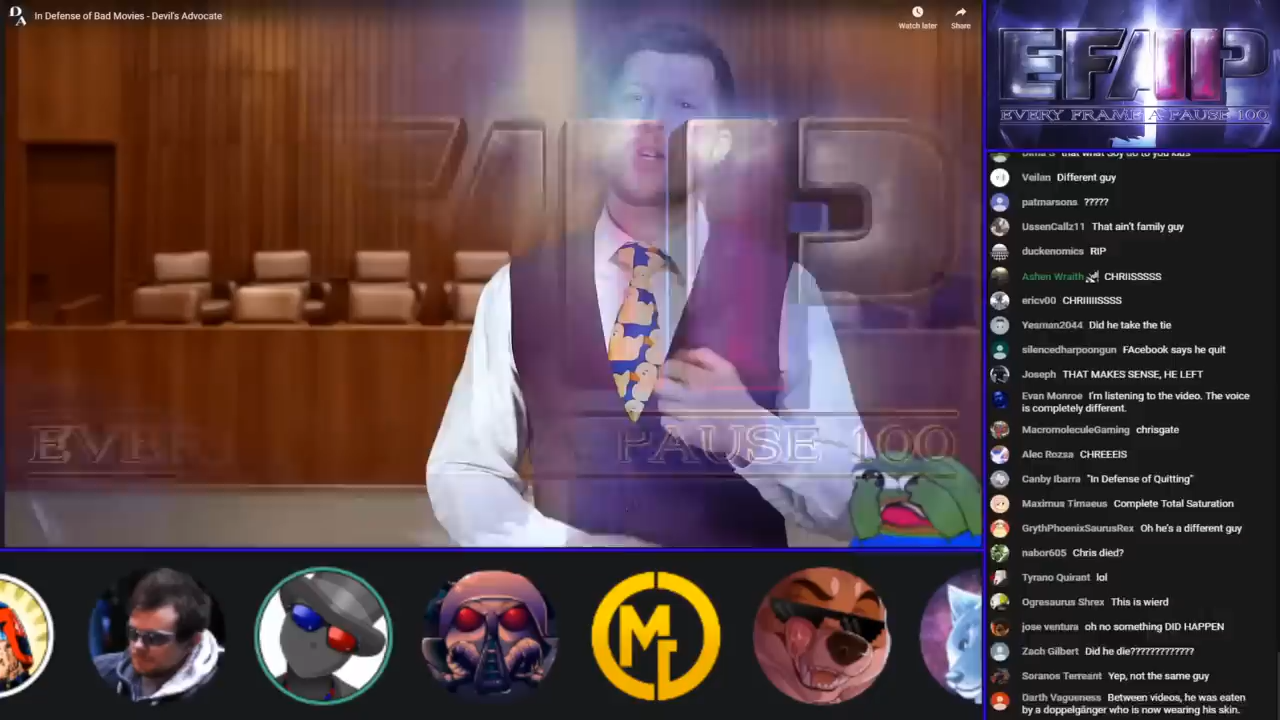 D A
In Defense of Bad Movies - Devil's Advocate
Watch later
Share
EFAP
EVERY FRAME A PAUSE 100
that what Soy do to you kids
Veilan Different guy
patmarsons ?????
UssenCallz11 That ain't family guy
duckenomics RIP
Ashen Wraith CHRIISSSSS
ericv00 CHRIIIIISSSS
Yesman2044 Did he take the tie
silencedharpoongun FAcebook says he quit
Joseph THAT MAKES SENSE, HE LEFT
Evan Monroe I'm listening to the video. The voice
is completely different.
MacromoleculeGaming chrisgate
Alec Rozsa CHREEEIS
Canby Ibarra "In Defense of Quitting"
Maximus Timaeus Complete Total Saturation
GrythPhoenixSaurusRex Oh he's a different guy
nabor605 Chris died?
Tyrano Quirant lol
Ogresaurus Shrex This is wierd
jose ventura oh no something DID HAPPEN
Zach Gilbert Did he die?????????????
Soranos Terreant Yep, not the same guy
Darth Vagueness Between videos, he was eaten
by a doppelgänger who is now wearing his skin.
FAP
EVER
PAUSE 100
M